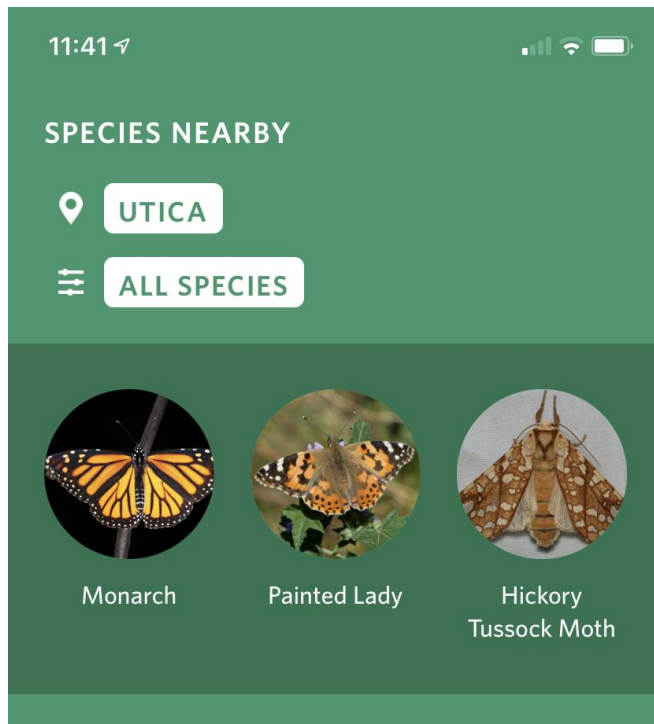 11:41
SPECIES NEARBY
UTICA
ALL SPECIES
Monarch
Painted Lady
Hickory
Tussock Moth